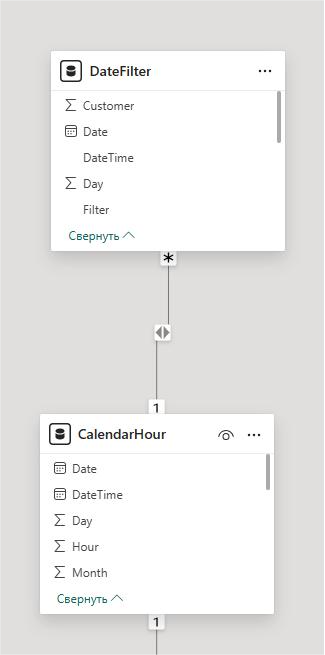 DateFilter
Customer
Date
DateTime
Day
Filter
Свернуть
*
1
CalendarHour
Date
DateTime
Day
Hour
Month
Свернуть
1